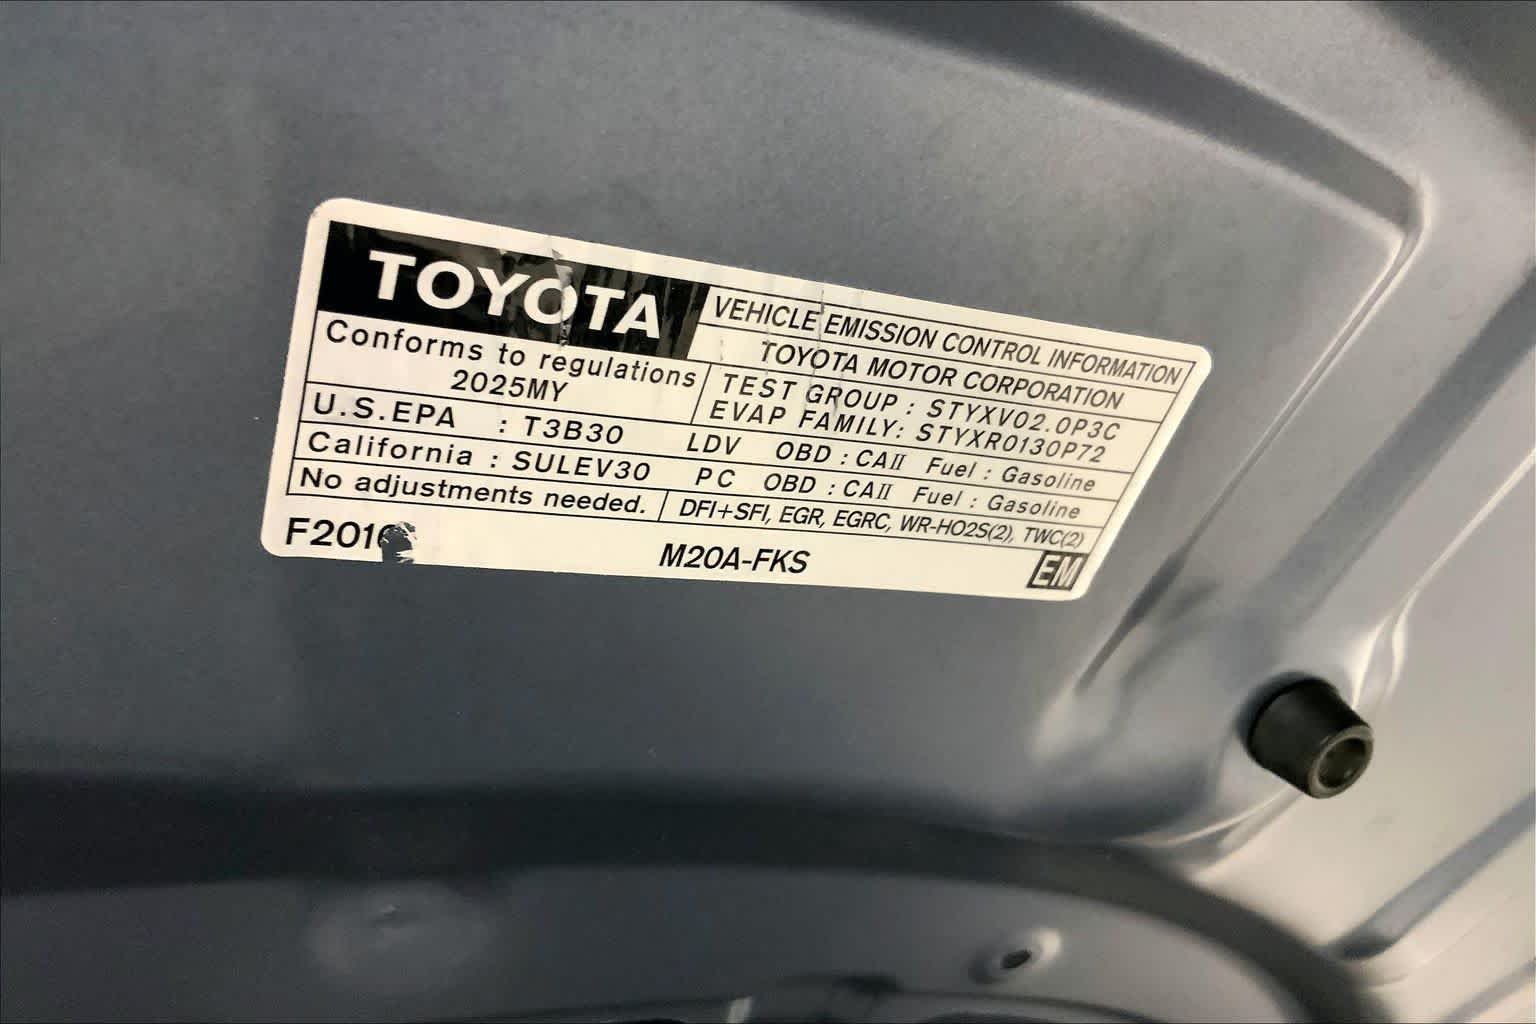 TOYOTA
VEHICLE EMISSION CONTROL INFORMATION
TOYOTA MOTOR CORPORATION
Conforms to regulations
2025MY
TEST GROUP : STYXV02.0P3C
EVAP FAMILY: STYXR0130P72
U.S.EPA : T3B30 LDV OBD : CAII Fuel : Gasoline
California : SULEV30 PC OBD : CAII Fuel : Gasoline
No adjustments needed. DFI+SFI, EGR, EGRC, WR-HO2S(2), TWC(2)
M20A-FKS
EM